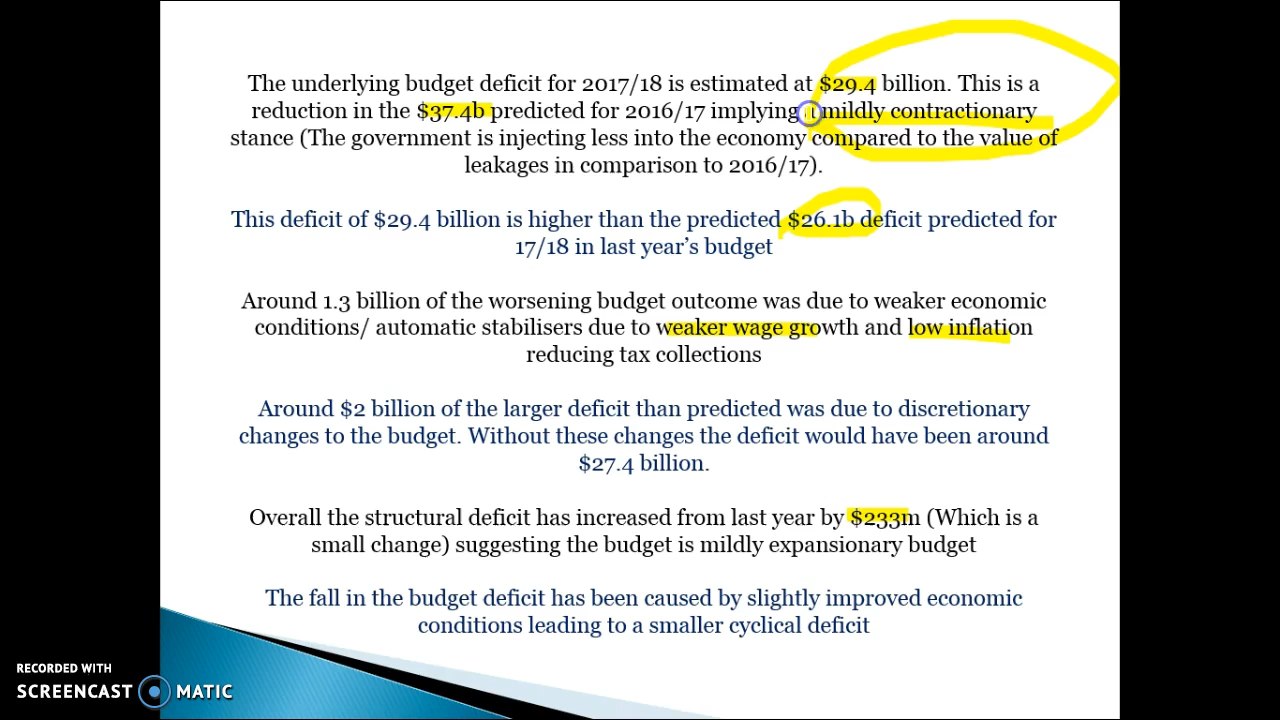 The underlying budget deficit for 2017/18 is estimated at $29.4 billion. This is a
reduction in the $37.4b predicted for 2016/17 implying a mildly contractionary
stance (The government is injecting less into the economy compared to the value of
leakages in comparison to 2016/17).
This deficit of $29.4 billion is higher than the predicted $26.1b deficit predicted for
17/18 in last year’s budget
Around 1.3 billion of the worsening budget outcome was due to weaker economic
conditions/ automatic stabilisers due to weaker wage growth and low inflation
reducing tax collections
Around $2 billion of the larger deficit than predicted was due to discretionary
changes to the budget. Without these changes the deficit would have been around
$27.4 billion.
Overall the structural deficit has increased from last year by $233m (Which is a
small change) suggesting the budget is mildly expansionary budget
The fall in the budget deficit has been caused by slightly improved economic
conditions leading to a smaller cyclical deficit
RECORDED WITH
SCREENCAST MATIC